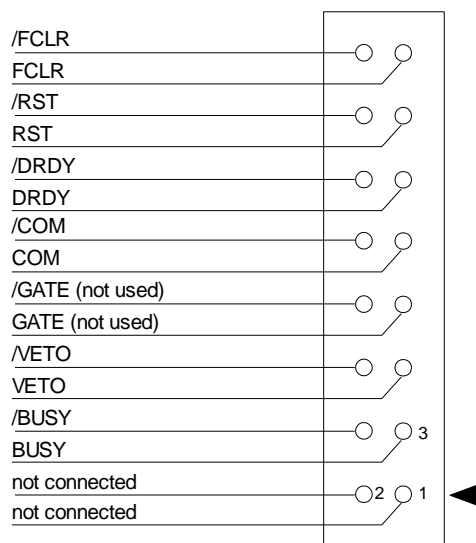 /FCLR
FCLR
/RST
RST
/DRDY
DRDY
/COM
COM
/GATE (not used)
GATE (not used)
/VETO
VETO
/BUSY
3
BUSY
not connected
2 1
not connected